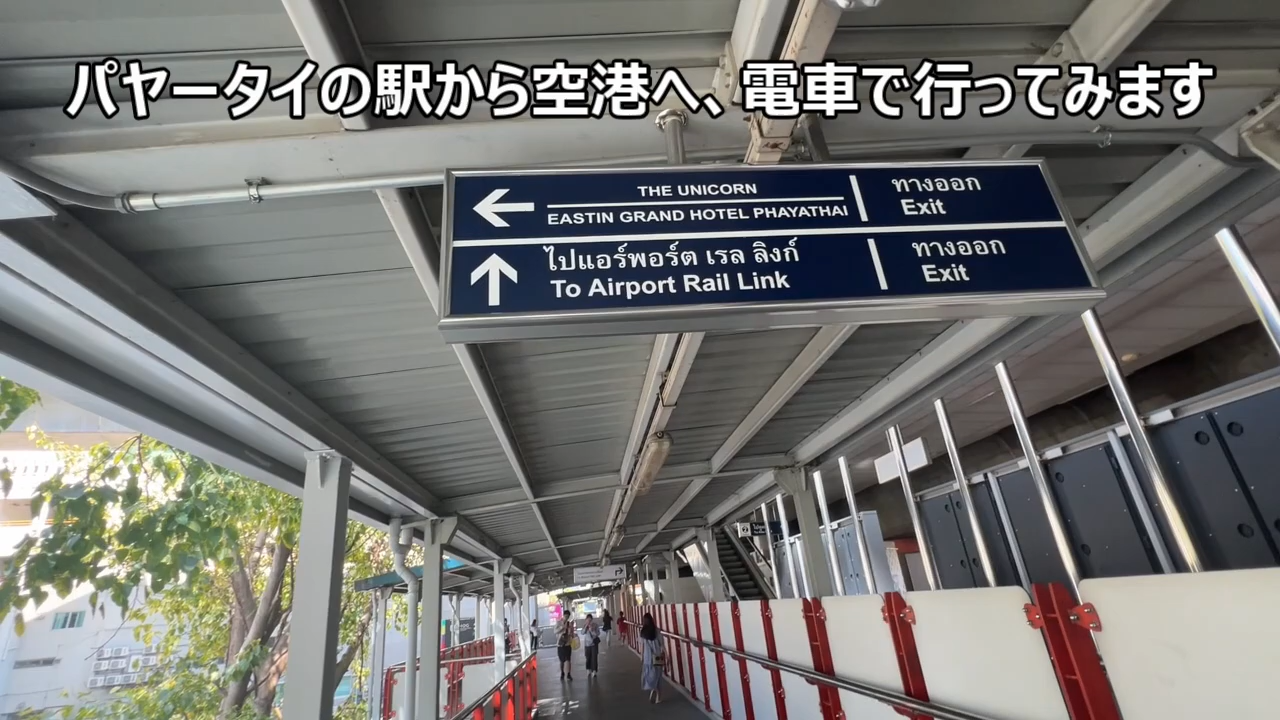 パヤータイの駅から空港へ、電車で行ってみます
THE UNICORN
EASTIN GRAND HOTEL PHAYATHAI
ทางออก
Exit
ไปแอร์พอร์ต เรล ลิงก์
To Airport Rail Link
ทางออก
Exit